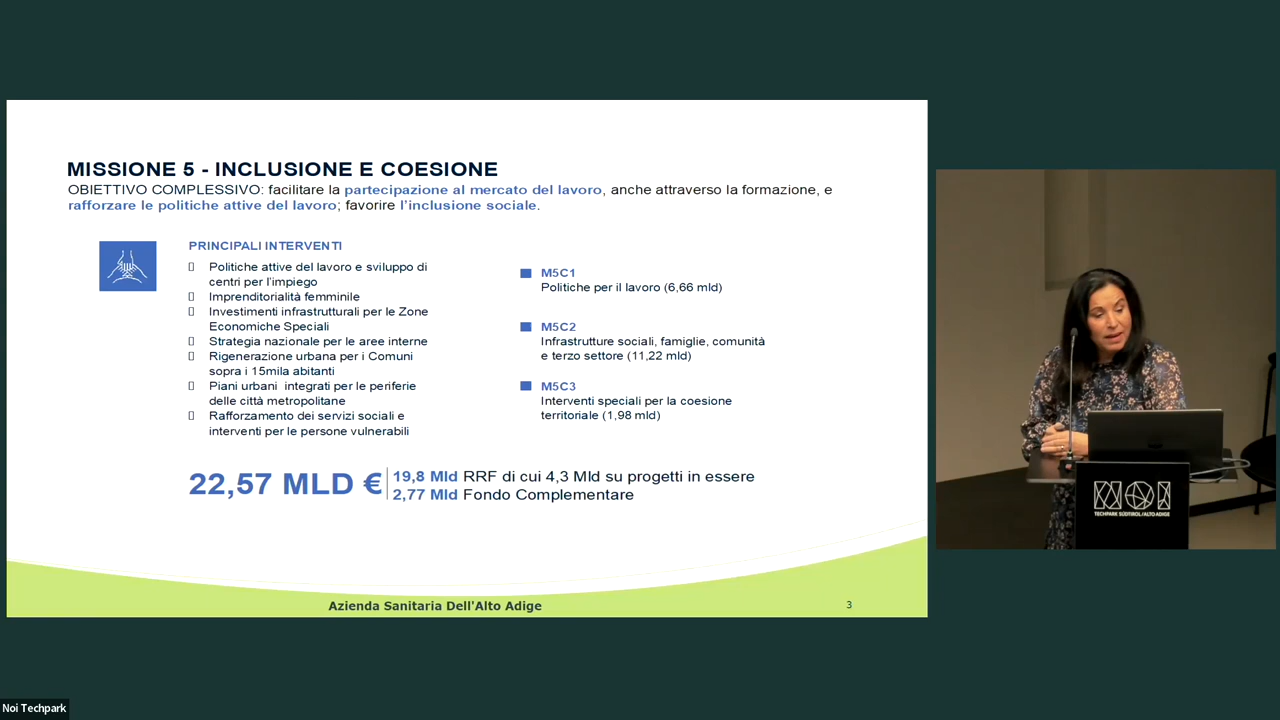 MISSIONE 5 - INCLUSIONE E COESIONE
OBIETTIVO COMPLESSIVO: facilitare la partecipazione al mercato del lavoro, anche attraverso la formazione, e
rafforzare le politiche attive del lavoro; favorire l'inclusione sociale.
PRINCIPALI INTERVENTI
Politiche attive del lavoro e sviluppo di
centri per l'impiego
Imprenditorialità femminile
Investimenti infrastrutturali per le Zone
Economiche Speciali
Strategia nazionale per le aree interne
Rigenerazione urbana per i Comuni
sopra i 15mila abitanti
Piani urbani integrati per le periferie
delle città metropolitane
Rafforzamento dei servizi sociali e
interventi per le persone vulnerabili
M5C1
Politiche per il lavoro (6,66 mld)
M5C2
Infrastrutture sociali, famiglie, comunità
e terzo settore (11,22 mld)
M5C3
Interventi speciali per la coesione
territoriale (1,98 mld)
22,57 MLD €
19,8 Mld RRF di cui 4,3 Mld su progetti in essere
2,77 Mld Fondo Complementare
Azienda Sanitaria Dell'Alto Adige
3
NOI
TECHPARK SÜDTIROL/ALTO ADIGE
Noi Techpark